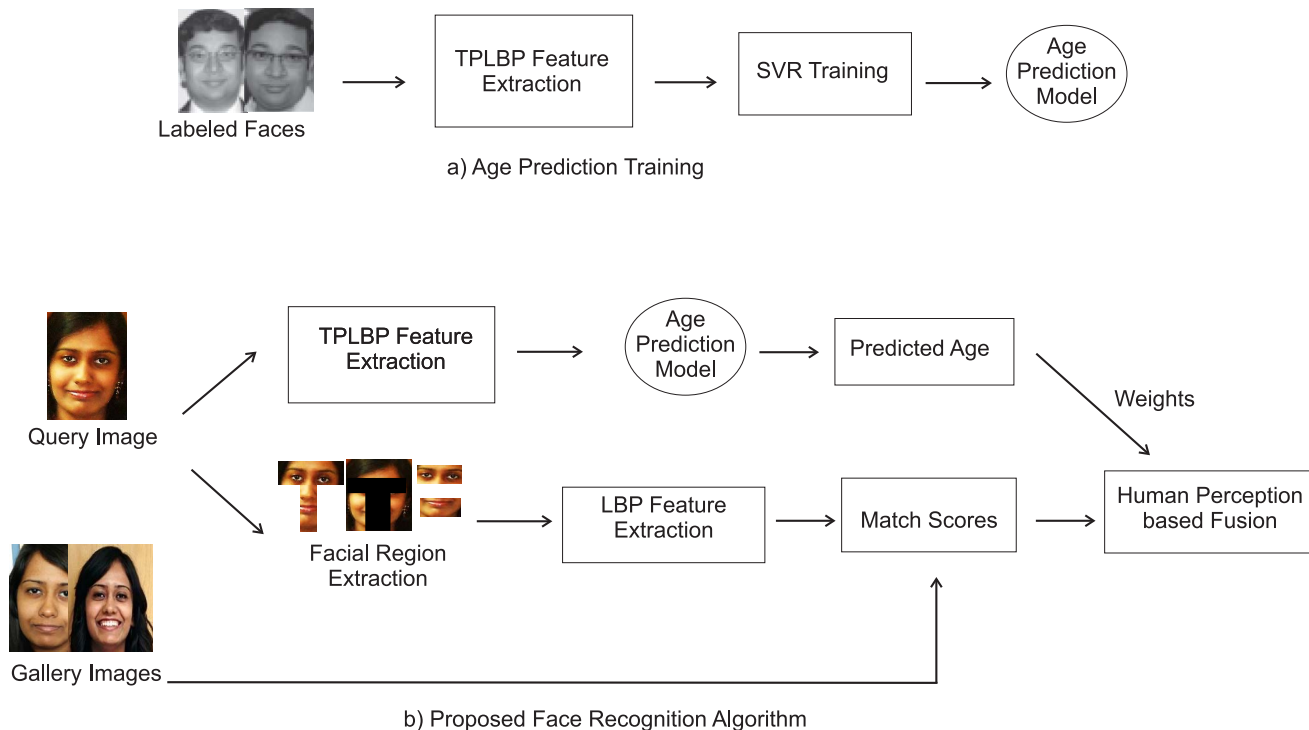 TPLBP Feature
Extraction
SVR Training
Age
Prediction
Model
Labeled Faces
a) Age Prediction Training
TPLBP Feature
Extraction
Age
Prediction
Model
Predicted Age
Weights
Query Image
Facial Region
Extraction
LBP Feature
Extraction
Match Scores
Human Perception
based Fusion
Gallery Images
b) Proposed Face Recognition Algorithm